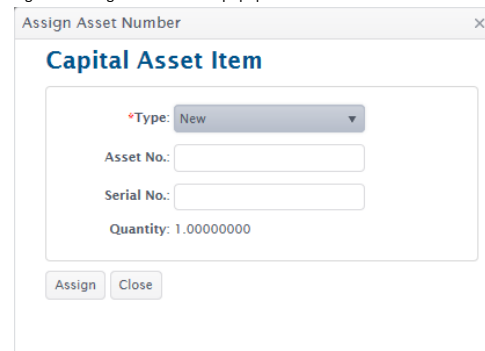 Assign Asset Number ×
Capital Asset Item
*Type: New ▼
Asset No.:
Serial No.:
Quantity: 1.00000000
Assign Close